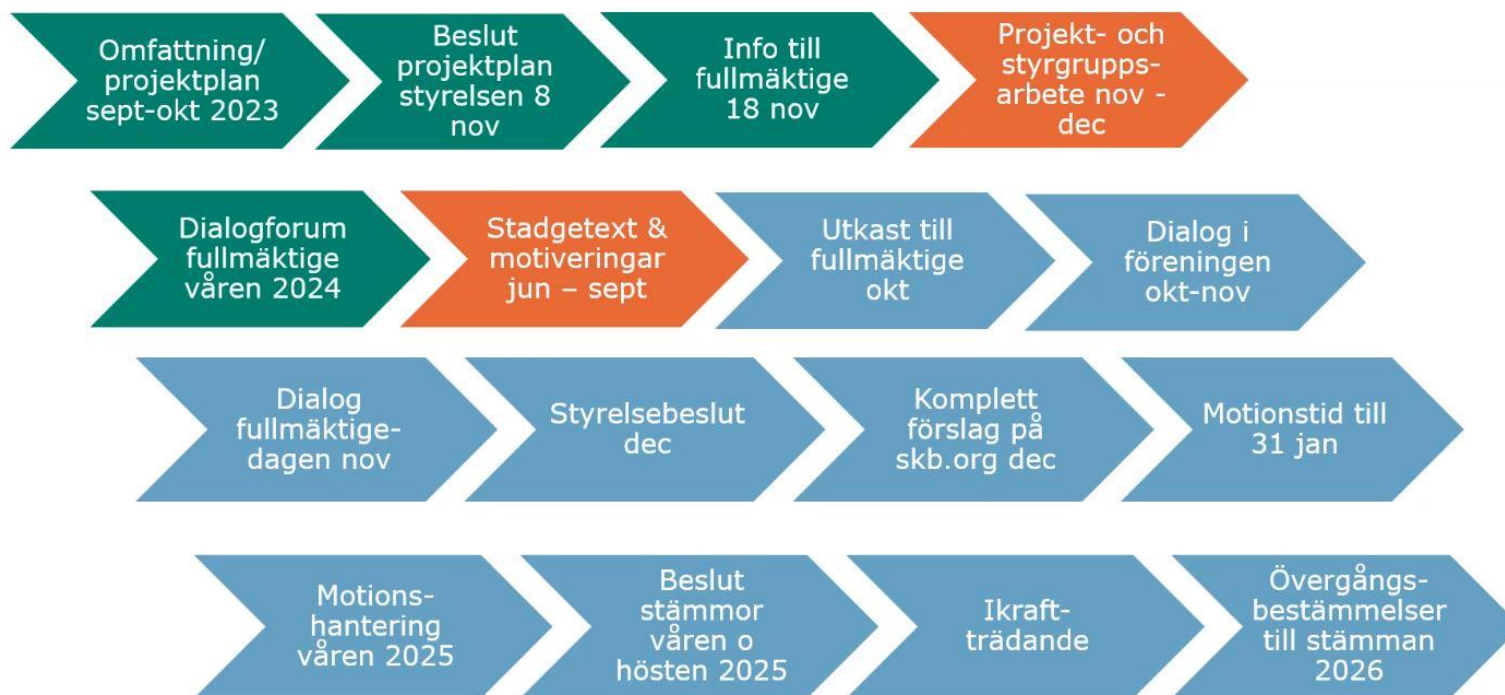 Omfattning/
projektplan
sept-okt 2023
Beslut
projektplan
styrelsen 8
nov
Info till
fullmäktige
18 nov
Projekt- och
styrgrupps-
arbete nov -
dec
Dialogforum
fullmäktige
våren 2024
Stadgetext &
motiveringar
jun – sept
Utkast till
fullmäktige
okt
Dialog i
föreningen
okt-nov
Dialog
fullmäktige-
dagen nov
Styrelsebeslut
dec
Komplett
förslag på
skb.org dec
Motionstid till
31 jan
Motions-
hantering
våren 2025
Beslut
stämmor
våren o
hösten 2025
Ikraft-
trädande
Övergångs-
bestämmelser
till stämman
2026